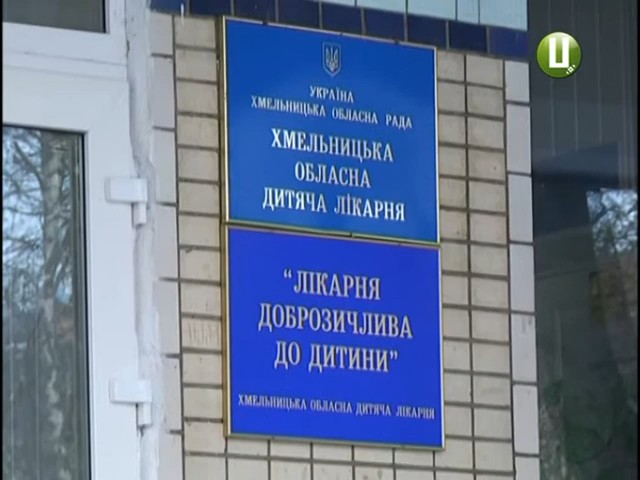 Ц
УКРАЇНА
ХМЕЛЬНИЦЬКА ОБЛАСНА РАДА
ХМЕЛЬНИЦЬКА
ОБЛАСНА
ДИТЯЧА ЛІКАРНЯ
“ЛІКАРНЯ
ДОБРОЗИЧЛИВА
ДО ДИТИНИ”
ХМЕЛЬНИЦЬКА ОБЛАСНА ДИТЯЧА ЛІКАРНЯ